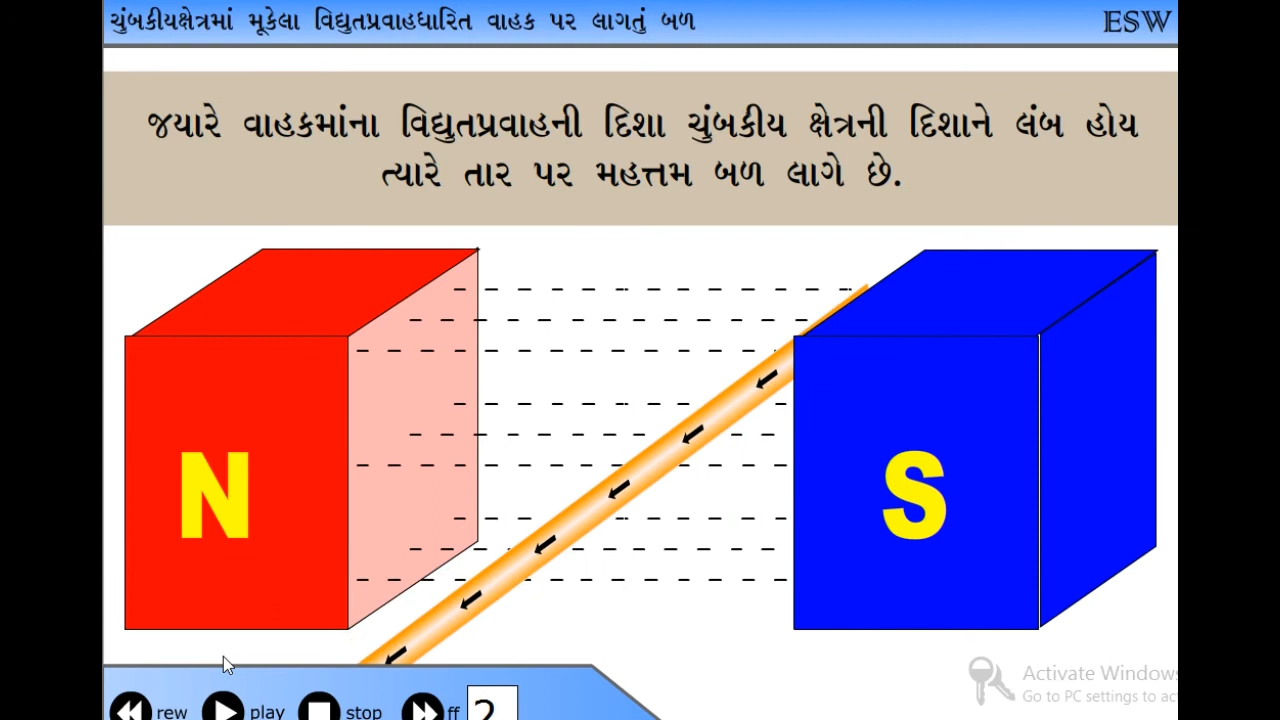 ચુંબકીયક્ષેત્રમાં મૂકેલા વિદ્યુતપ્રવાહધારિત વાહક પર લાગતું બળ
ESW
જયારે વાહકમાંના વિદ્યુતપ્રવાહની દિશા ચુંબકીય ક્ષેત્રની દિશાને લંબ હોય
ત્યારે તાર પર મહત્તમ બળ લાગે છે.
N
S
Activate Windows
Go to PC settings to
rew play stop ff 2